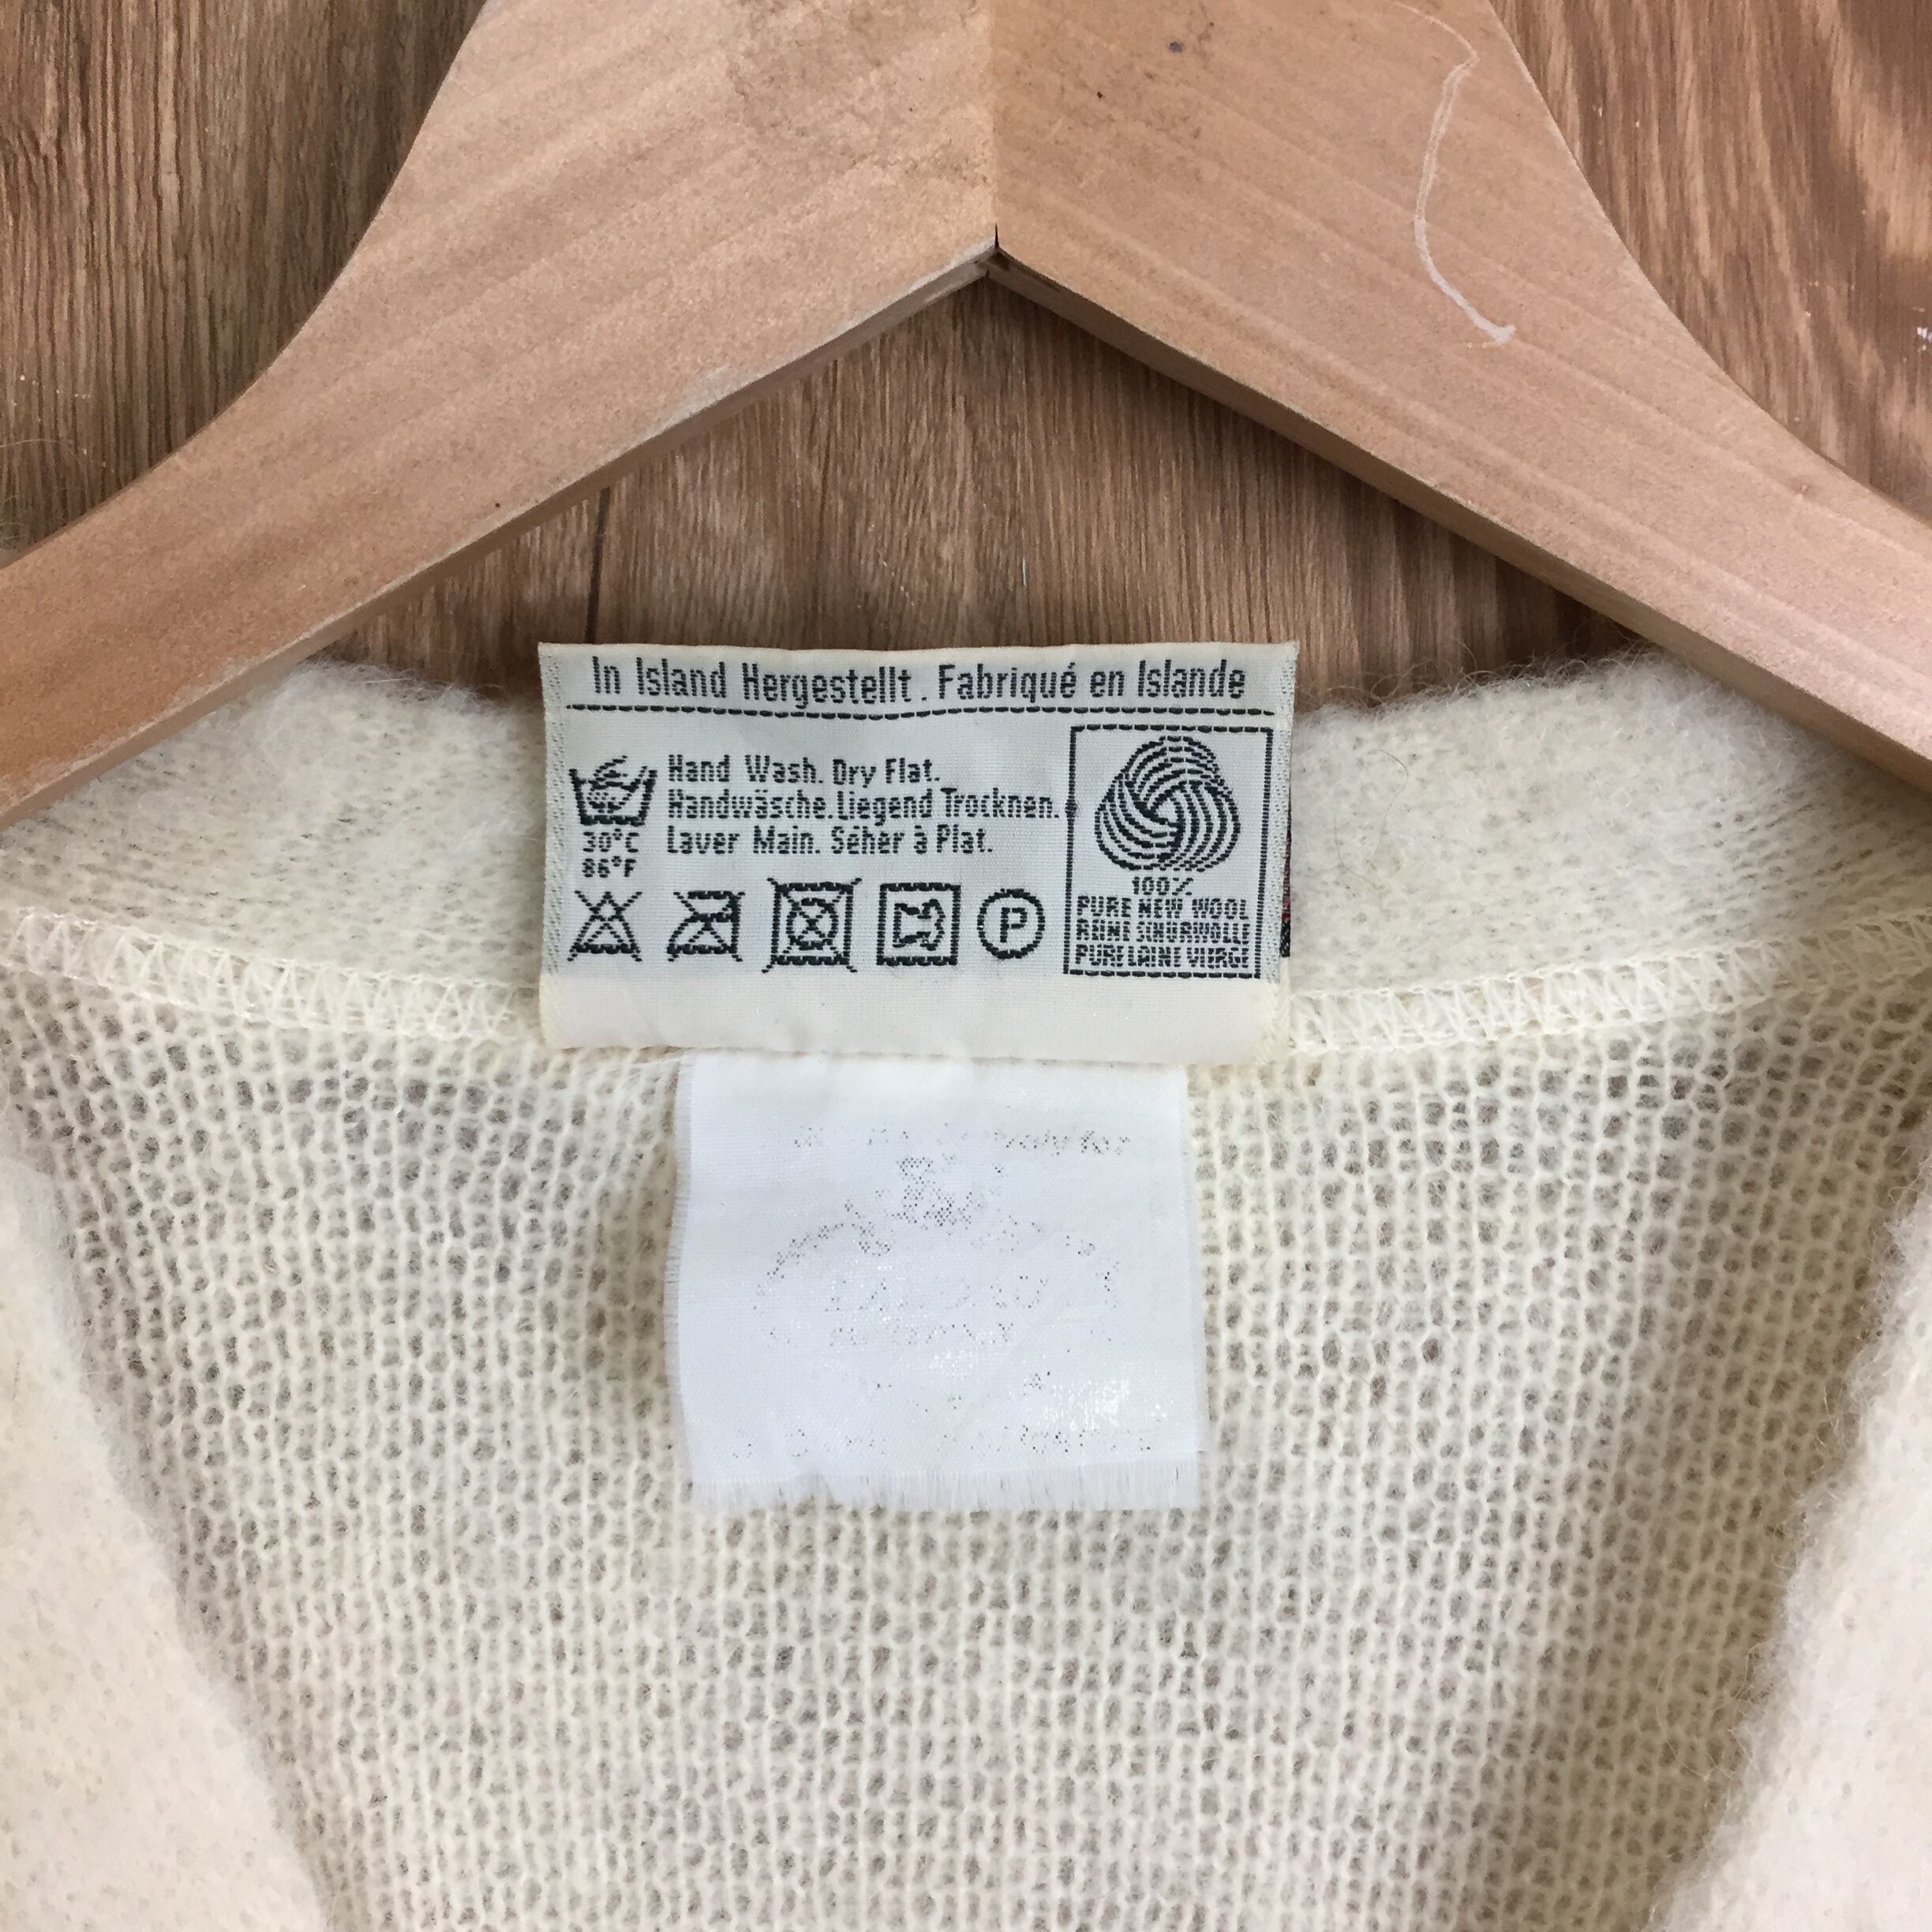 In Island Hergestellt . Fabriqué en Islande
Hand Wash. Dry Flat.
Handwäsche. Liegend Trocknen.
Laver Main. Séher à Plat.
30°C
86°F
P
100%
PURE NEW WOOL
REINE SCHURWOLLE
PURE LAINE VIERGE
for